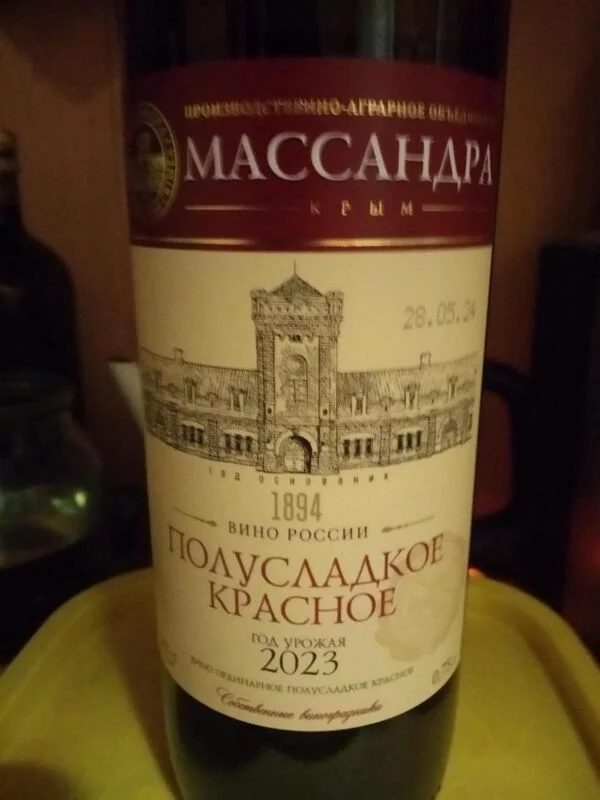 ПРОИЗВОДСТВЕННО-АГРАРНОЕ
МАССАНДРА
КРЫМ
28.05.24
год основания
1894
ВИНО РОССИИ
ПОЛУСЛАДКОЕ
КРАСНОЕ
ГОД УРОЖАЯ
2023
ВИНО ОРДИНАРНОЕ ПОЛУСЛАДКОЕ КРАСНОЕ
Собственные виноградники